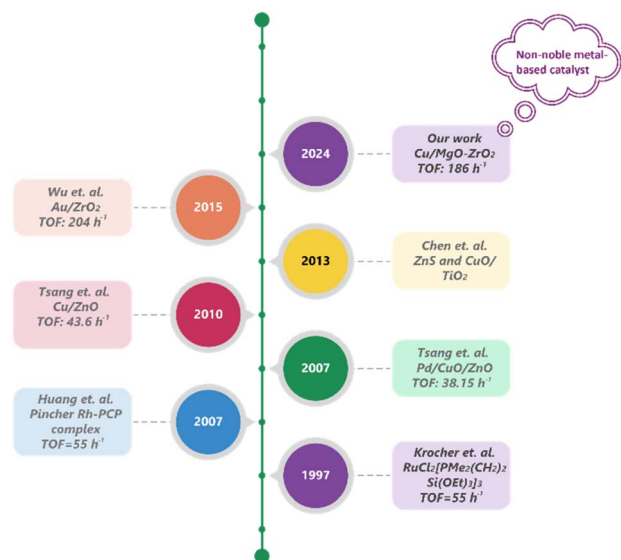 Non-noble metal-
based catalyst
2024
Our work
Cu/MgO-ZrO₂
TOF: 186 h⁻¹
Wu et. al.
Au/ZrO₂
TOF: 204 h⁻¹
2015
2013
Chen et. al.
ZnS and CuO/
TiO₂
Tsang et. al.
Cu/ZnO
TOF: 43.6 h⁻¹
2010
2007
Tsang et. al.
Pd/CuO/ZnO
TOF: 38.15 h⁻¹
Huang et. al.
Pincher Rh-PCP
complex
TOF=55 h⁻¹
2007
1997
Krocher et. al.
RuCl₂[PMe₂(CH₂)₂
Si(OEt)₃]₃
TOF=55 h⁻¹